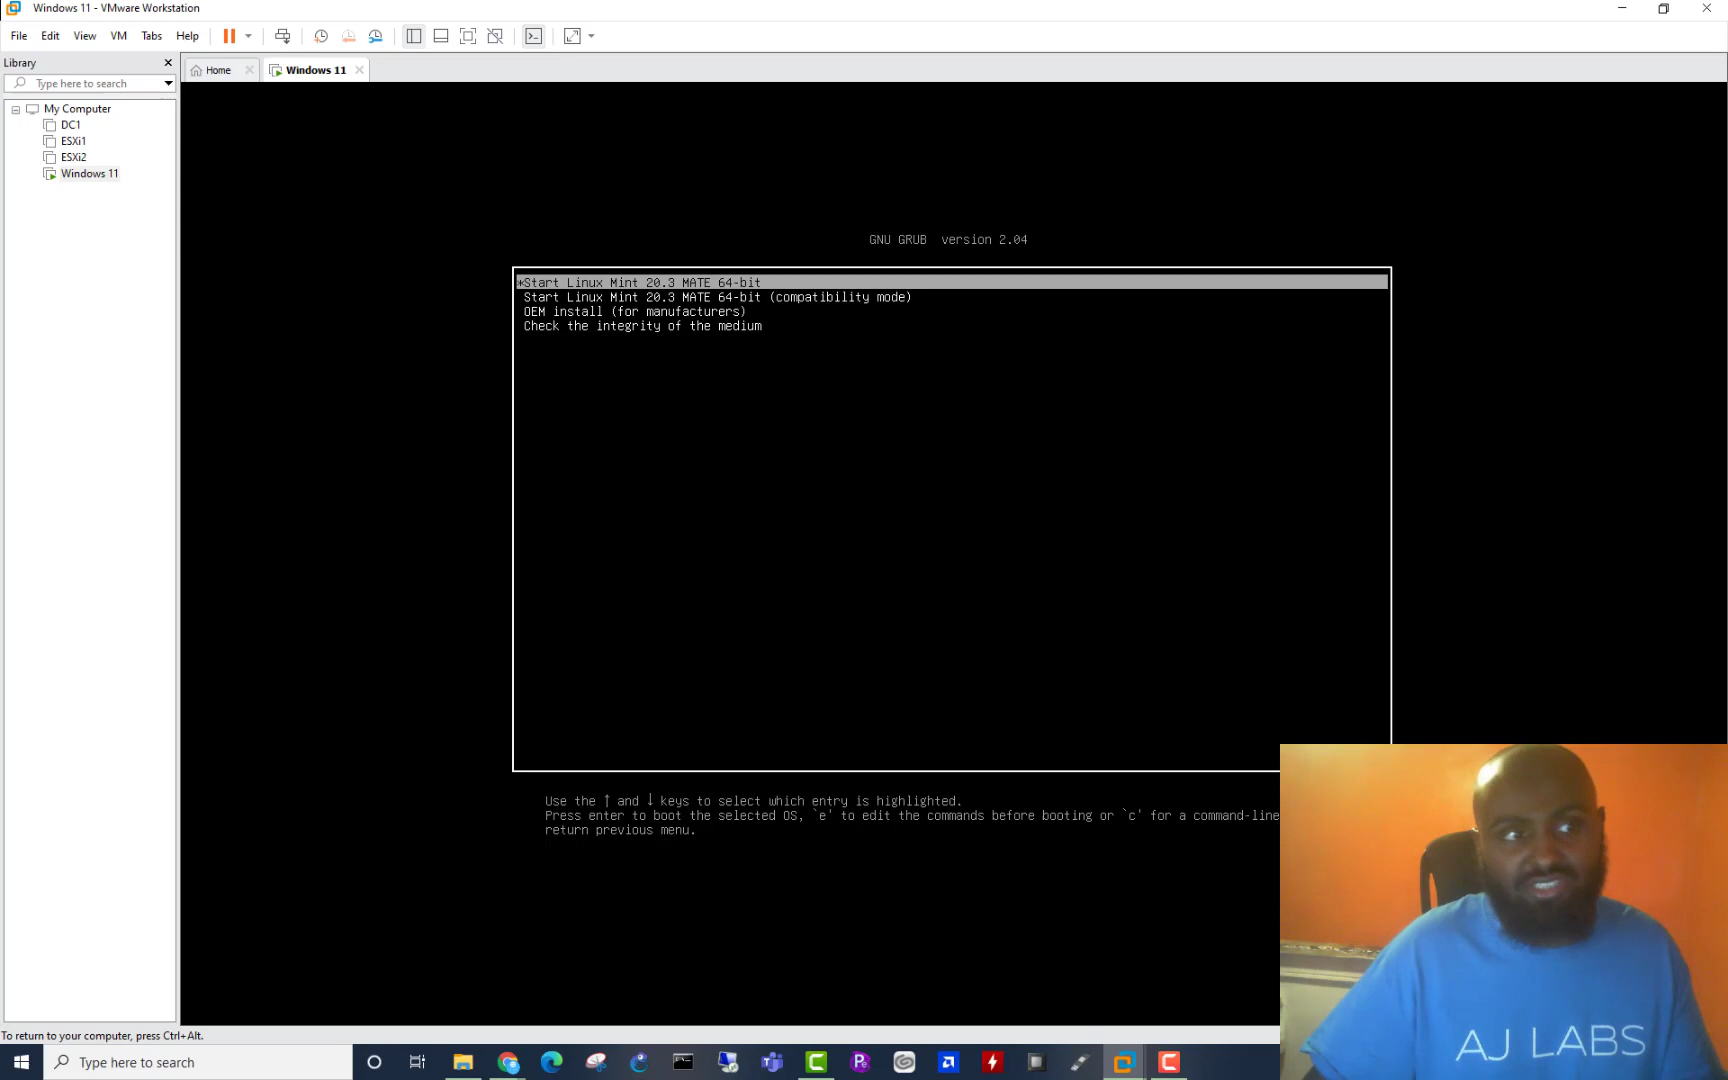 Windows 11 - VMware Workstation
File Edit View VM Tabs Help
Library
Type here to search
My Computer
DC1
ESXi1
ESXi2
Windows 11
Home
Windows 11
GNU GRUB version 2.04
*Start Linux Mint 20.3 MATE 64-bit
Start Linux Mint 20.3 MATE 64-bit (compatibility mode)
OEM install (for manufacturers)
Check the integrity of the medium
Use the ↑ and ↓ keys to select which entry is highlighted.
Press enter to boot the selected OS, `e' to edit the commands before booting or `c' for a command-line
return previous menu.
AJ LABS
To return to your computer, press Ctrl+Alt.
Type here to search